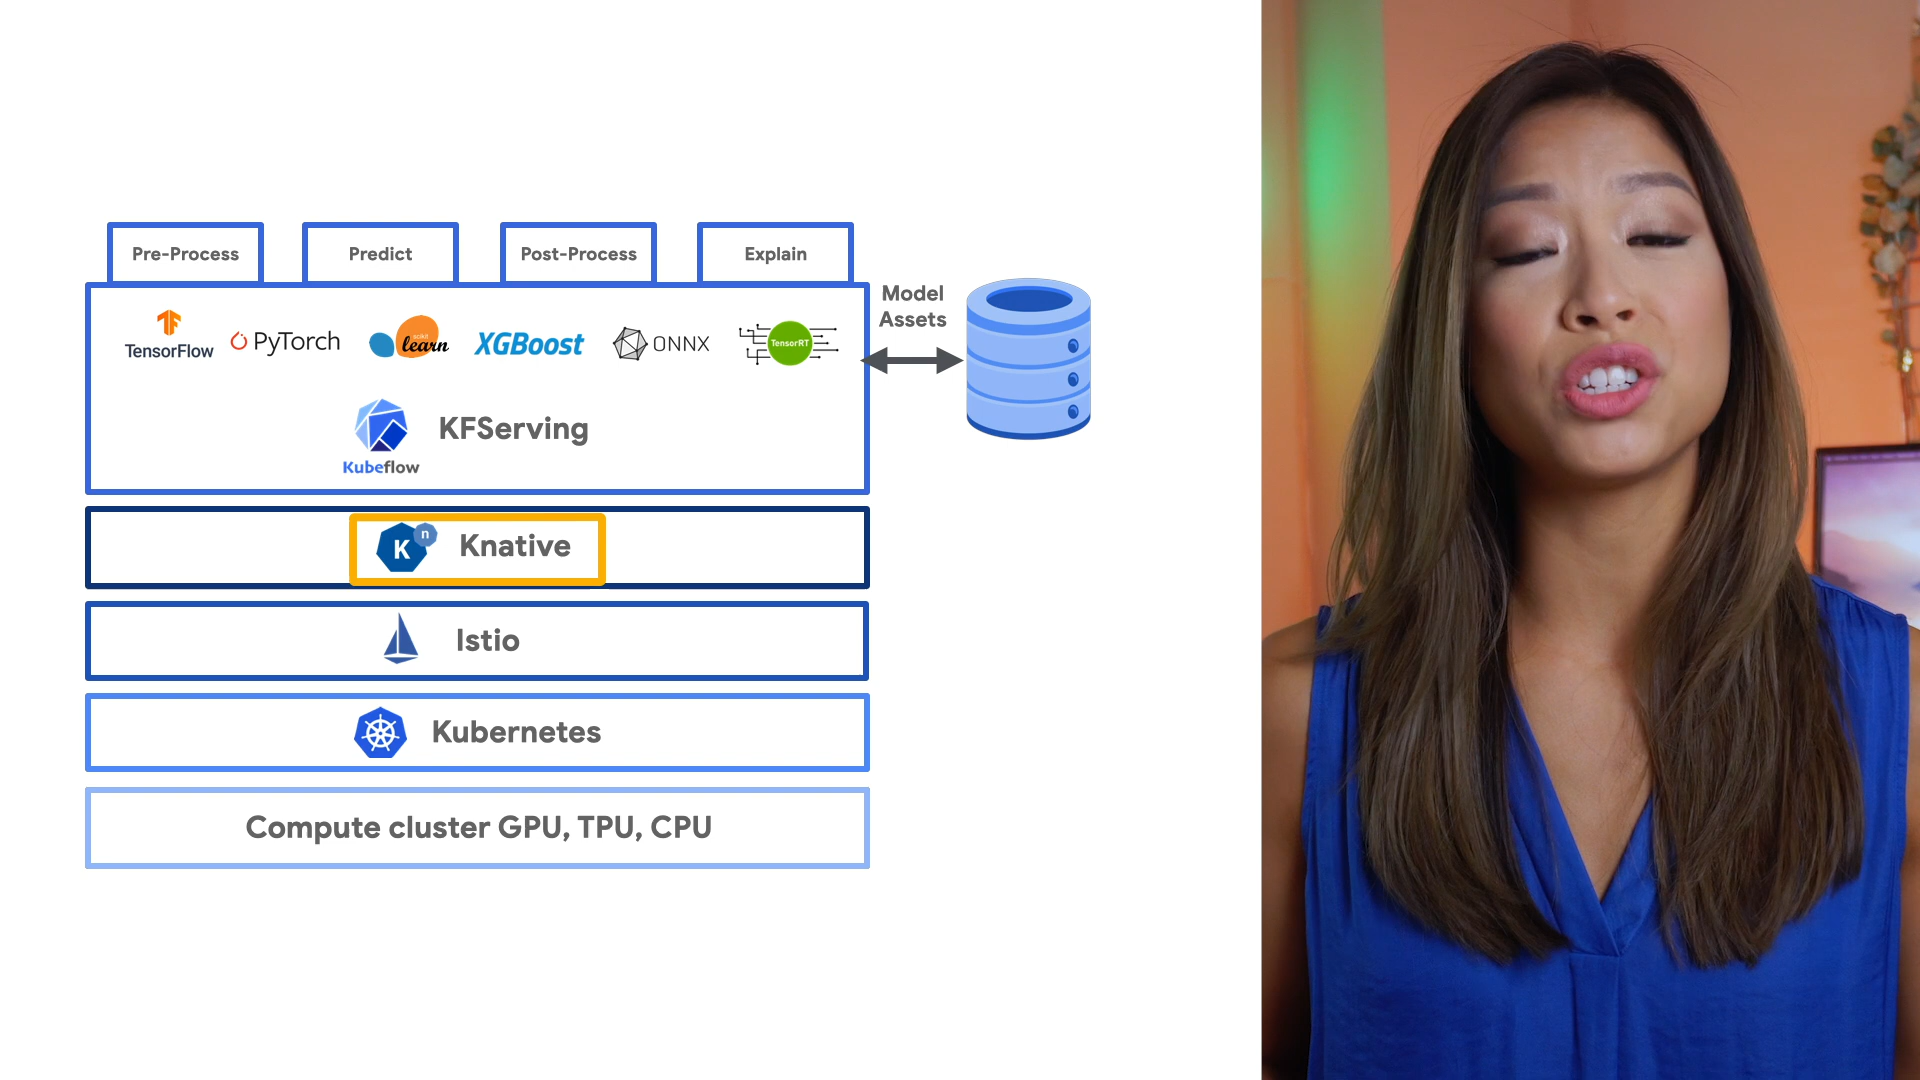 Pre-Process
Predict
Post-Process
Explain
Model
Assets
TensorFlow
PyTorch
scikit
learn
XGBoost
ONNX
TensorRT
KFServing
Kubeflow
K n
Knative
Istio
Kubernetes
Compute cluster GPU, TPU, CPU